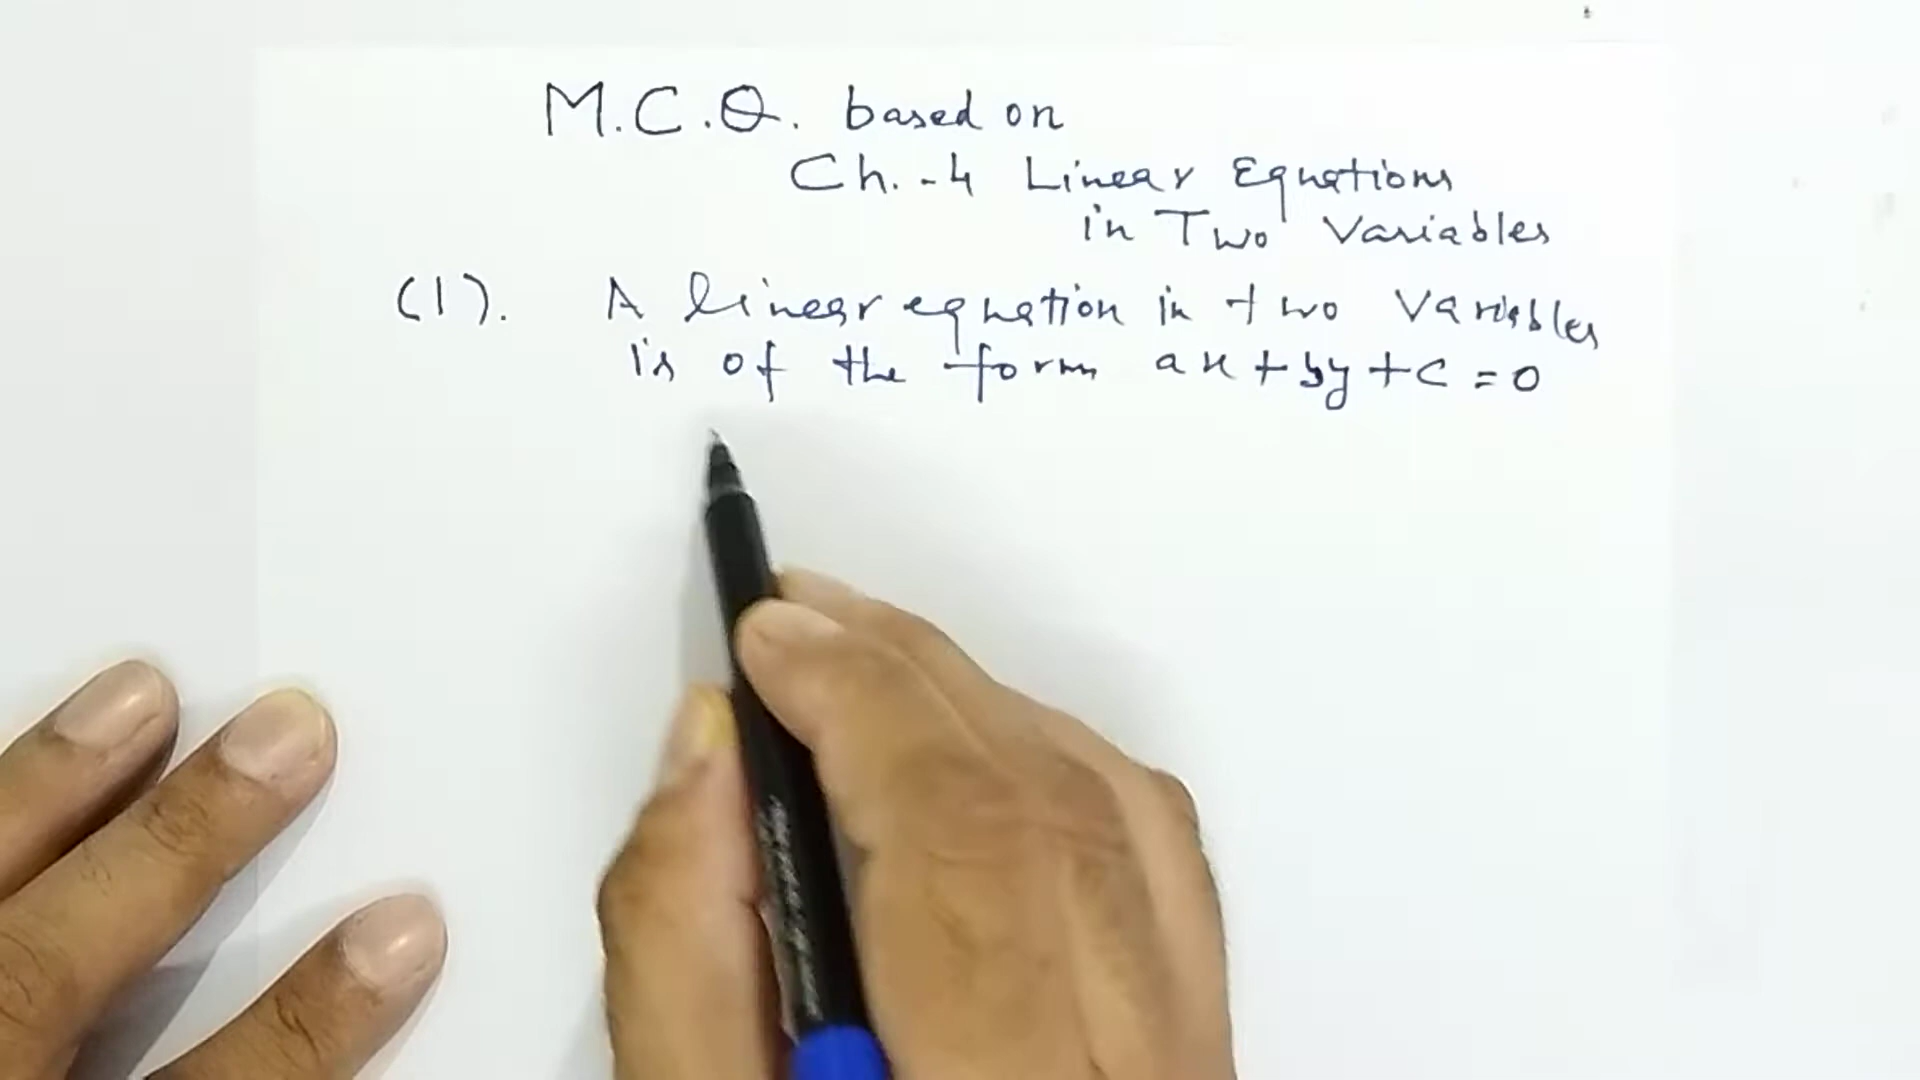 M.C.Q. based on
Ch.-4 Linear Equations
in Two Variables
(1). A linear equation in two Variables
is of the form ax+by+c=0